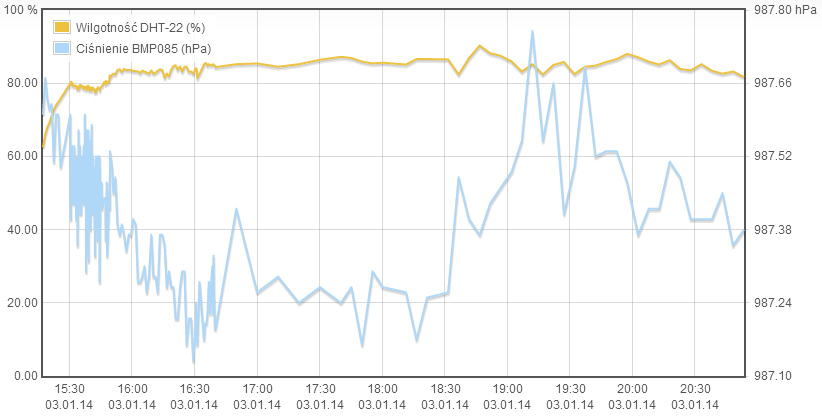 100 % 987.80 hPa
Wilgotność DHT-22 (%)
Ciśnienie BMP085 (hPa)
80.00 987.66
60.00 987.52
40.00 987.38
20.00 987.24
0.00 987.10
15:30 16:00 16:30 17:00 17:30 18:00 18:30 19:00 19:30 20:00 20:30
03.01.14 03.01.14 03.01.14 03.01.14 03.01.14 03.01.14 03.01.14 03.01.14 03.01.14 03.01.14 03.01.14